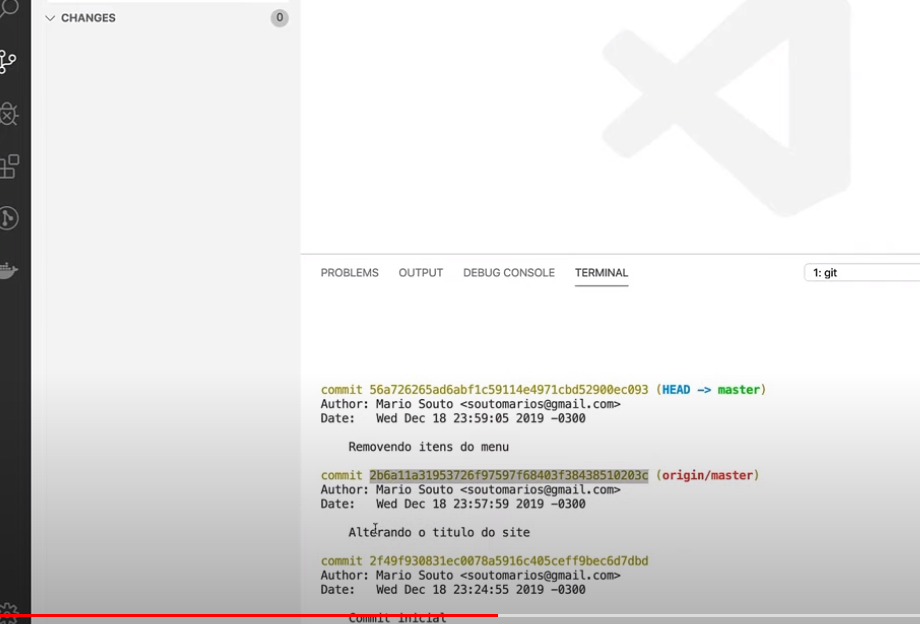 CHANGES 0
PROBLEMS OUTPUT DEBUG CONSOLE TERMINAL 1: git
commit 56a726265ad6abf1c59114e4971cbd52900ec093 (HEAD -> master)
Author: Mario Souto <soutomarios@gmail.com>
Date:   Wed Dec 18 23:59:05 2019 -0300
Removendo itens do menu
commit 2b6a11a31953726f97597f68403f38438510203c (origin/master)
Author: Mario Souto <soutomarios@gmail.com>
Date:   Wed Dec 18 23:57:59 2019 -0300
Alterando o titulo do site
commit 2f49f930831ec0078a5916c405ceff9bec6d7dbd
Author: Mario Souto <soutomarios@gmail.com>
Date:   Wed Dec 18 23:24:55 2019 -0300
Commit inicial